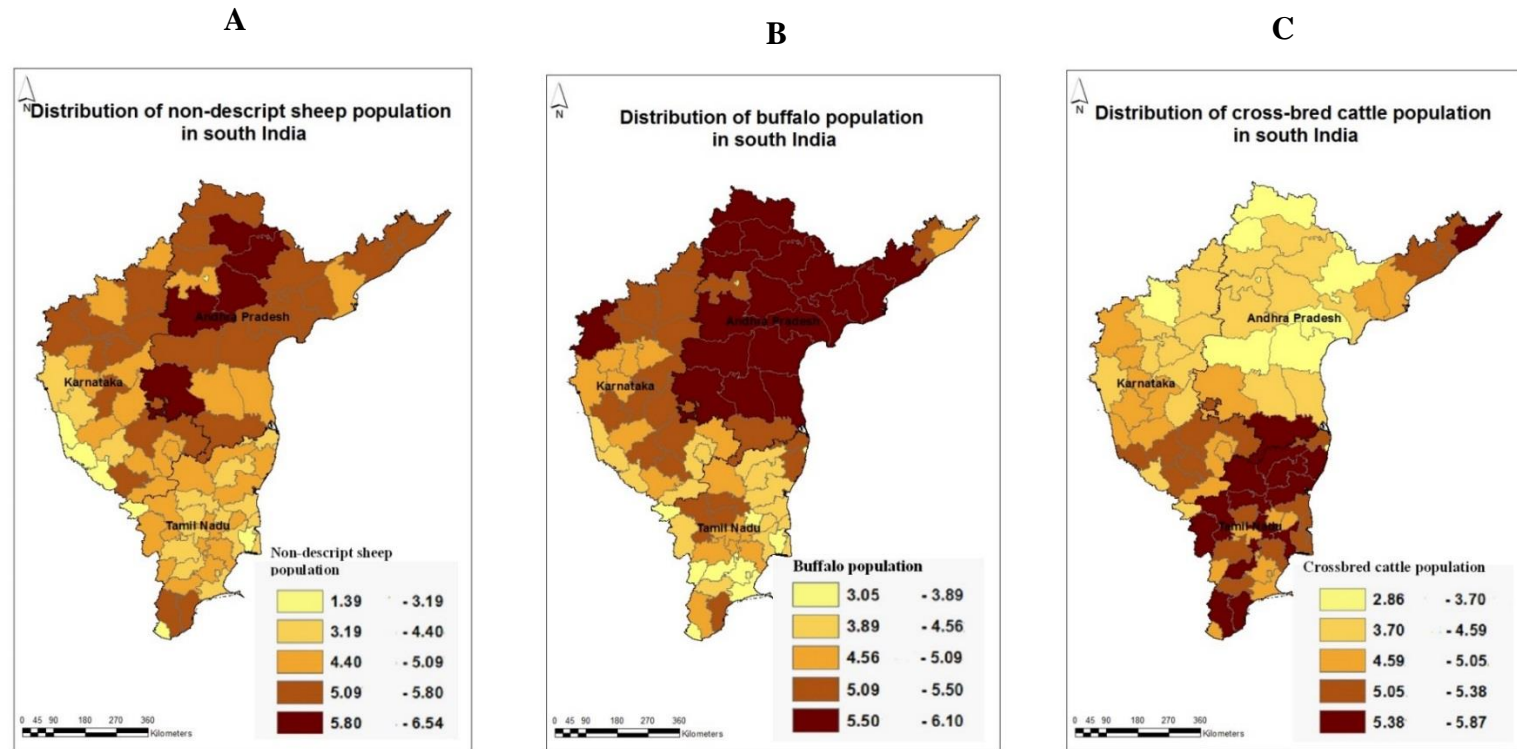 A
N
Distribution of non-descript sheep population
in south India
Andhra Pradesh
Karnataka
Tamil Nadu
Non-descript sheep
population
1.39 - 3.19
3.19 - 4.40
4.40 - 5.09
5.09 - 5.80
5.80 - 6.54
0 45 90 180 270 360
Kilometers
B
N
Distribution of buffalo population
in south India
Andhra Pradesh
Karnataka
Tamil Nadu
Buffalo population
3.05 - 3.89
3.89 - 4.56
4.56 - 5.09
5.09 - 5.50
5.50 - 6.10
0 45 90 180 270 360
Kilometers
C
N
Distribution of cross-bred cattle population
in south India
Andhra Pradesh
Karnataka
Tamil Nadu
Crossbred cattle population
2.86 - 3.70
3.70 - 4.59
4.59 - 5.05
5.05 - 5.38
5.38 - 5.87
0 45 90 180 270 360
Kilometers